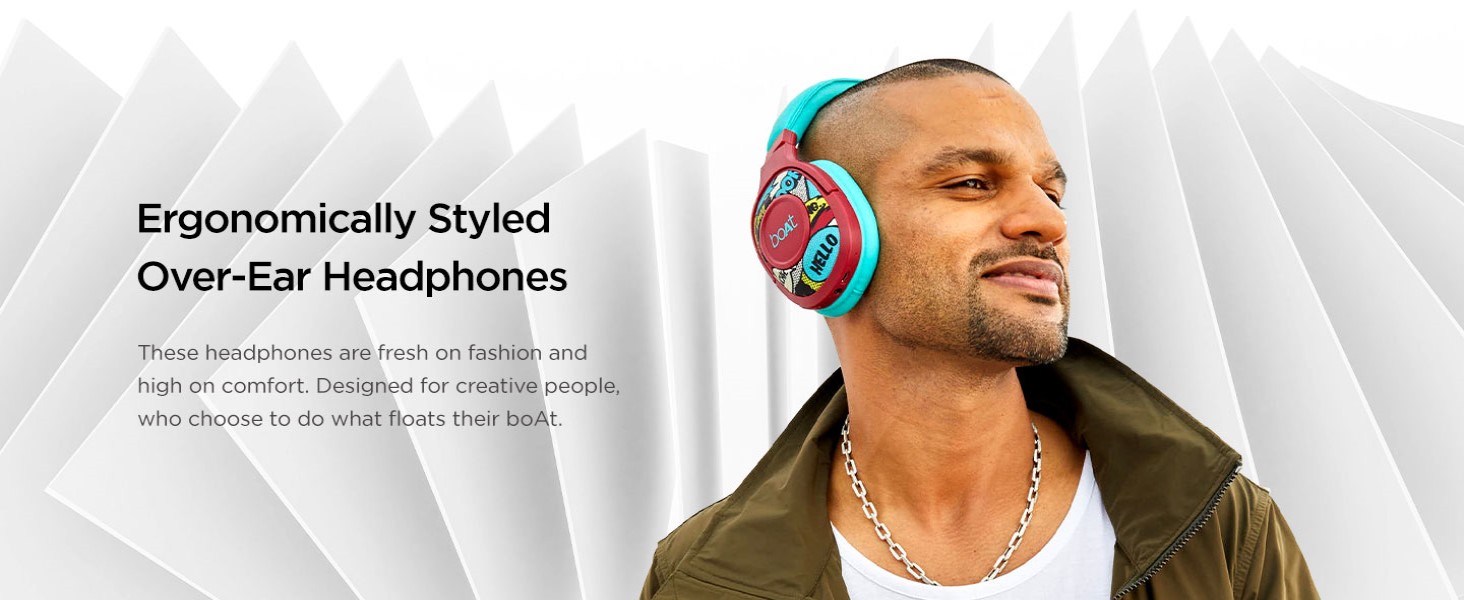 Ergonomically Styled
Over-Ear Headphones
These headphones are fresh on fashion and
high on comfort. Designed for creative people,
who choose to do what floats their boAt.
boAt
HELLO